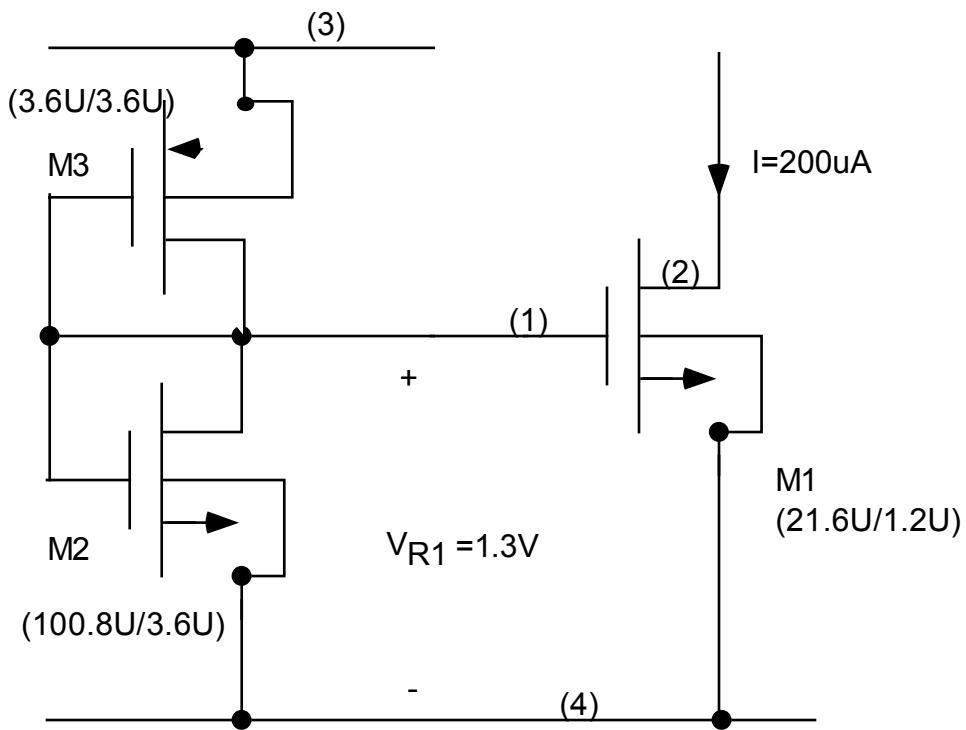 (3)
(3.6U/3.6U)
M3
I=200uA
(2)
(1)
+
M1
(21.6U/1.2U)
M2
VR1 =1.3V
(100.8U/3.6U)
-
(4)